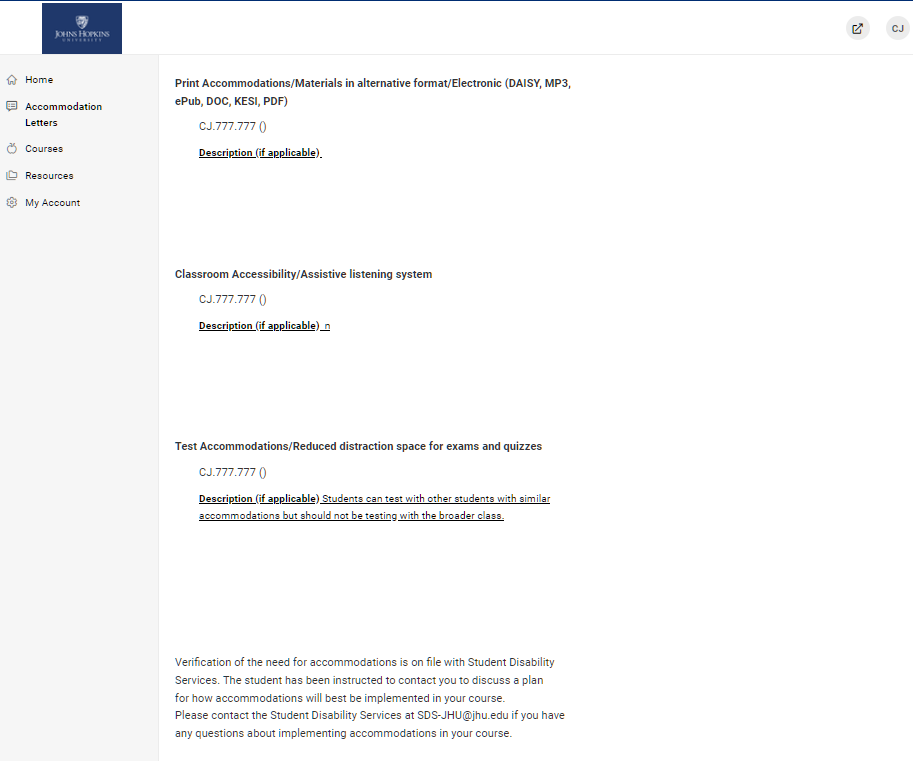 JOHNS HOPKINS
UNIVERSITY
CJ
Home
Accommodation
Letters
Courses
Resources
My Account
Print Accommodations/Materials in alternative format/Electronic (DAISY, MP3,
ePub, DOC, KESI, PDF)
CJ.777.777 ()
Description (if applicable)
Classroom Accessibility/Assistive listening system
CJ.777.777 ()
Description (if applicable) n
Test Accommodations/Reduced distraction space for exams and quizzes
CJ.777.777 ()
Description (if applicable) Students can test with other students with similar
accommodations but should not be testing with the broader class.
Verification of the need for accommodations is on file with Student Disability
Services. The student has been instructed to contact you to discuss a plan
for how accommodations will best be implemented in your course.
Please contact the Student Disability Services at SDS-JHU@jhu.edu if you have
any questions about implementing accommodations in your course.